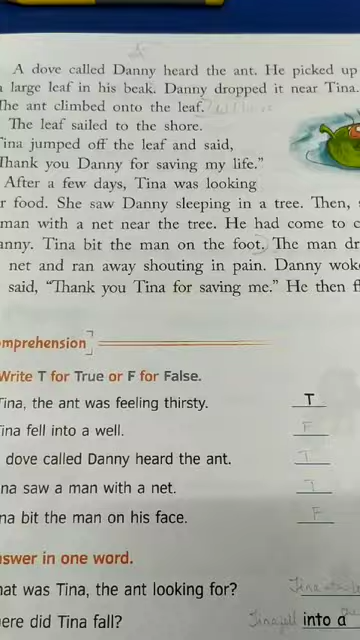 A dove called Danny heard the ant. He picked up
a large leaf in his beak. Danny dropped it near Tina.
The ant climbed onto the leaf.
The leaf sailed to the shore.
Tina jumped off the leaf and said,
"Thank you Danny for saving my life."
After a few days, Tina was looking
r food. She saw Danny sleeping in a tree. Then,
man with a net near the tree. He had come to c
anny. Tina bit the man on the foot. The man dr
net and ran away shouting in pain. Danny wok
said, "Thank you Tina for saving me." He then f
omprehension
Write T for True or F for False.
Tina, the ant was feeling thirsty. T
ina fell into a well. F
dove called Danny heard the ant. T
na saw a man with a net. T
na bit the man on his face. F
nswer in one word.
hat was Tina, the ant looking for? Tina
here did Tina fall? Tina fell into a